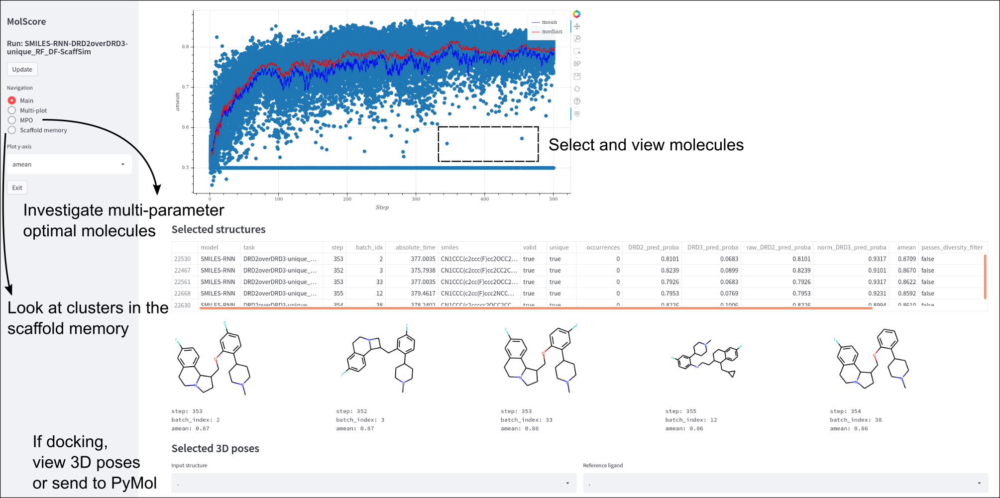 MolScore
Run: SMILES-RNN-DRD2overDRD3-
unique_RF_DF-ScaffSim
Update
Navigation
Main
Multi-plot
MPO
Scaffold memory
Plot y-axis
amean
Exit
Investigate multi-parameter
optimal molecules
Look at clusters in the
scaffold memory
If docking,
view 3D poses
or send to PyMol
mean
median
amean
0.8
0.7
0.6
0.5
0 100 200 300 400 500
Step
Select and view molecules
Selected structures
model task step batch_idx absolute_time smiles valid unique occurrences DRD2_pred_proba DRD3_pred_proba raw_DRD2_pred_proba norm_DRD3_pred_proba amean passes_diversity_filter
22530 SMILES-RNN DRD2overDRD3-unique_... 353 2 377.0035 CN1CCC(c2ccc(F)cc2OCC2... true true 0 0.8101 0.0683 0.8101 0.9317 0.8709 false
22467 SMILES-RNN DRD2overDRD3-unique_... 352 3 375.7938 CN1CCC(c2ccc(F)cc2CC2C... true true 0 0.8239 0.0899 0.8239 0.9101 0.8670 false
22561 SMILES-RNN DRD2overDRD3-unique_... 353 33 377.0035 CN1CCC(c2cc(F)ccc2OCC2... true true 0 0.7926 0.0683 0.7926 0.9317 0.8622 false
22668 SMILES-RNN DRD2overDRD3-unique_... 355 12 379.4617 CN1CCC(c2cc(F)ccc2NCC... true true 0 0.7953 0.0769 0.7953 0.9231 0.8592 false
22630 SMILES-RNN DRD2overDRD3-unique 354 38 378.2402 CN1CCC(c2ccccc2OCC2CC true true 0 0.8226 0.1006 0.8226 0.8994 0.8610 false
F F O N N
F N F N
F F O N N
F N NH F
F O N N
step: 353
batch_index: 2
amean: 0.87
step: 352
batch_index: 3
amean: 0.87
step: 353
batch_index: 33
amean: 0.86
step: 355
batch_index: 12
amean: 0.86
step: 354
batch_index: 38
amean: 0.86
Selected 3D poses
Input structure
.
Reference ligand
.